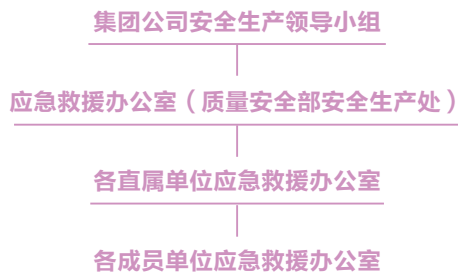 集团公司安全生产领导小组
应急救援办公室（质量安全部安全生产处）
各直属单位应急救援办公室
各成员单位应急救援办公室